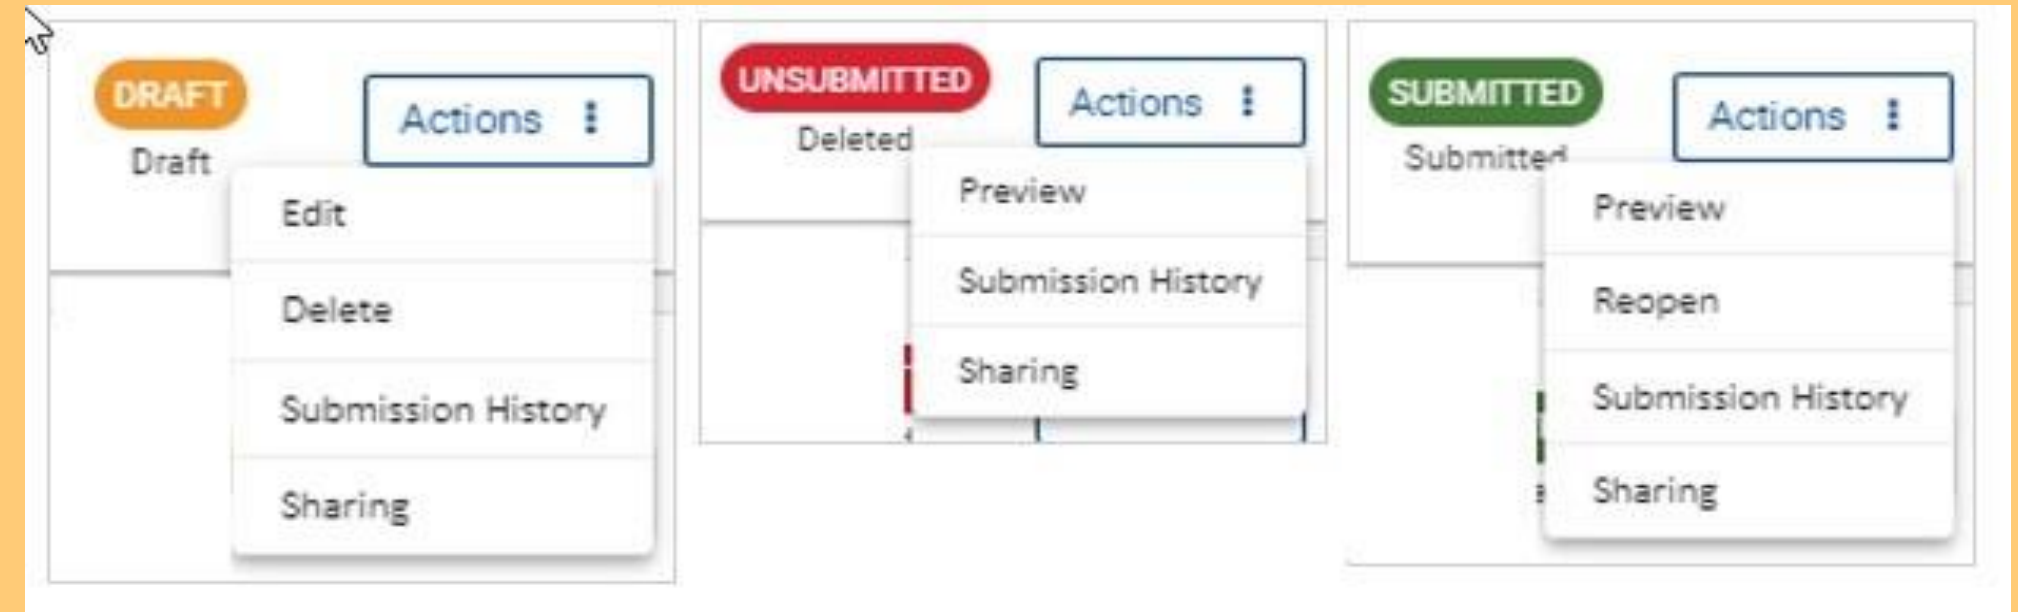 DRAFT
Draft
Actions
Edit
Delete
Submission History
Sharing
UNSUBMITTED
Deleted
Actions
Preview
Submission History
Sharing
SUBMITTED
Submitted
Actions
Preview
Reopen
Submission History
Sharing